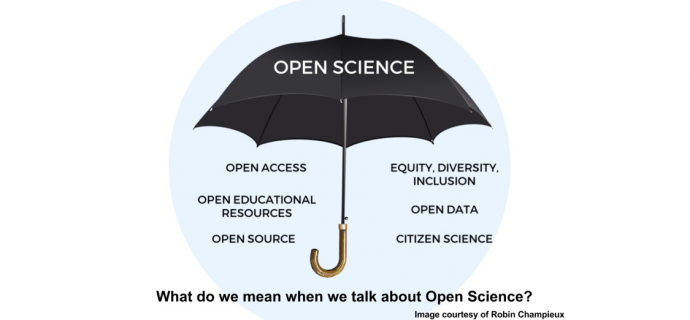 OPEN SCIENCE
OPEN ACCESS
OPEN EDUCATIONAL
RESOURCES
OPEN SOURCE
EQUITY, DIVERSITY,
INCLUSION
OPEN DATA
CITIZEN SCIENCE
What do we mean when we talk about Open Science?
Image courtesy of Robin Champieux